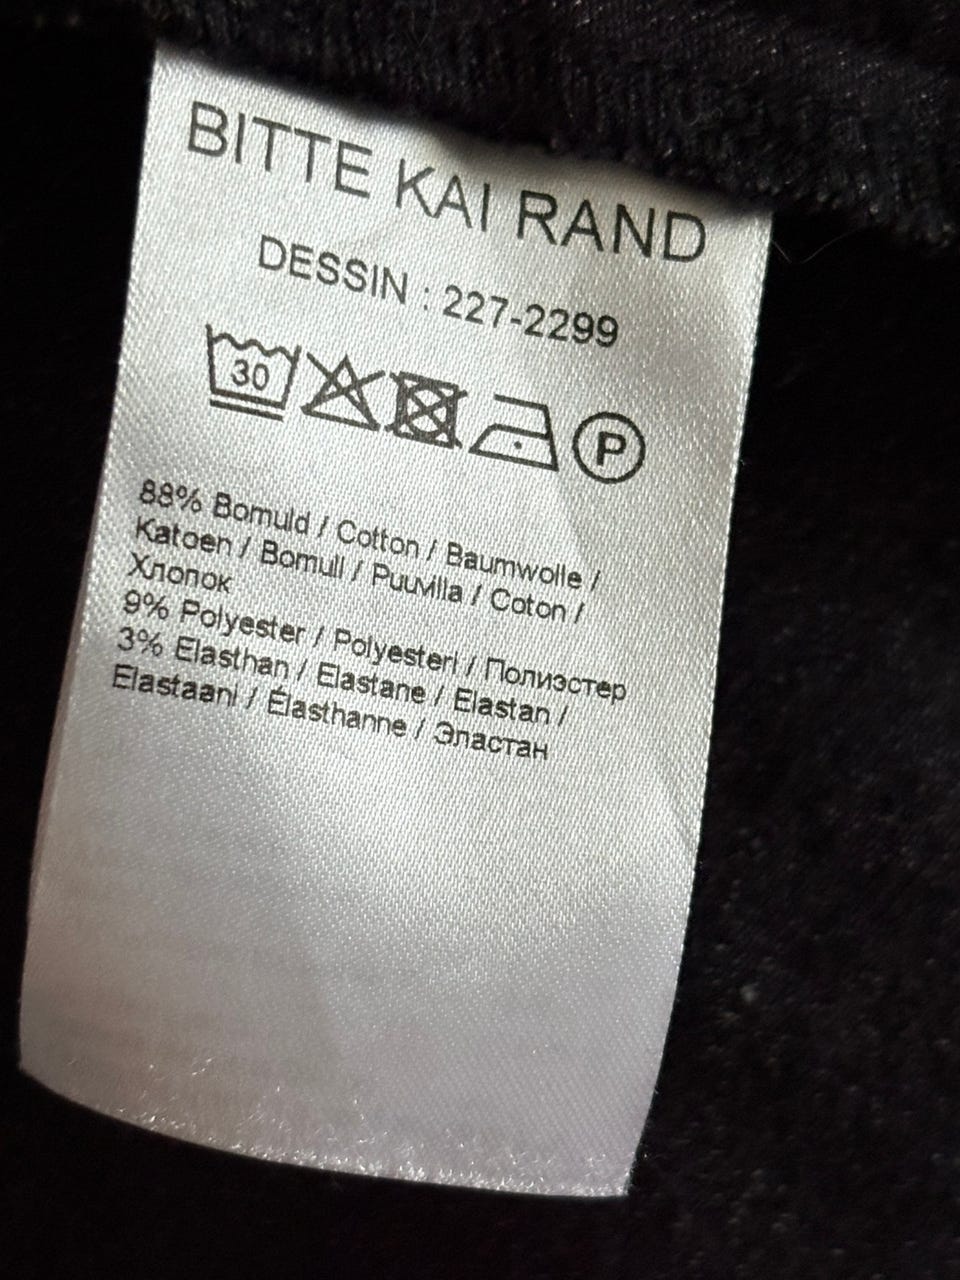 BITTE KAI RAND
DESSIN : 227-2299
30 P
88% Bomuld / Cotton / Baumwolle /
Katoen / Bomull / Puuvilla / Coton /
Хлопок
9% Polyester / Polyesteri / Полиэстер
3% Elasthan / Elastane / Elastan /
Elastaani / Élasthanne / Эластан